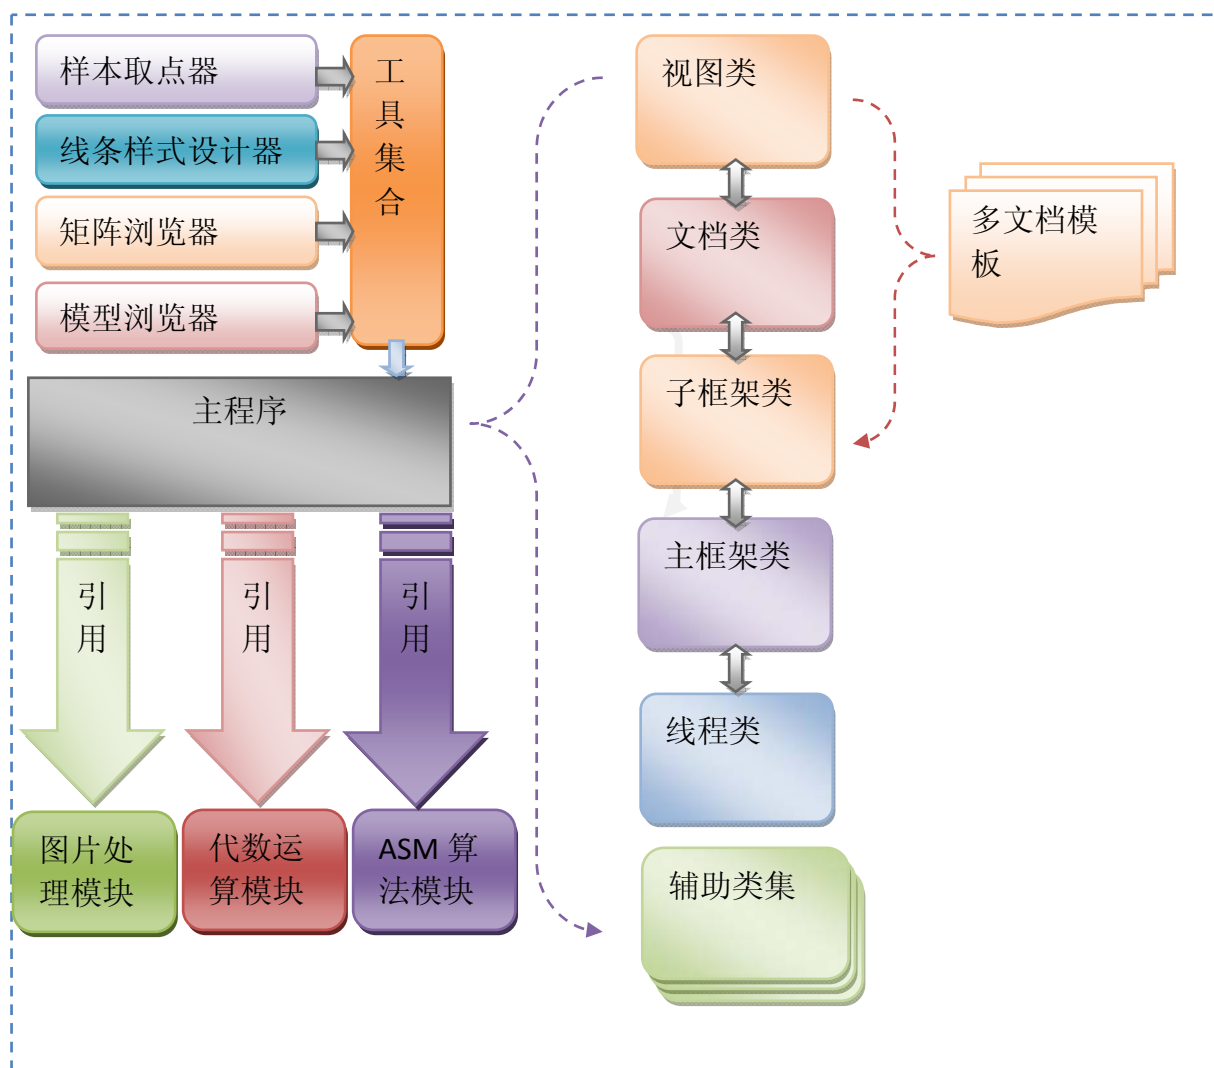 样本取点器
线条样式设计器
矩阵浏览器
模型浏览器
工
具
集
合
主程序
引
用
引
用
引
用
图片处
理模块
代数运
算模块
ASM 算
法模块
视图类
文档类
子框架类
主框架类
线程类
辅助类集
多文档模
板